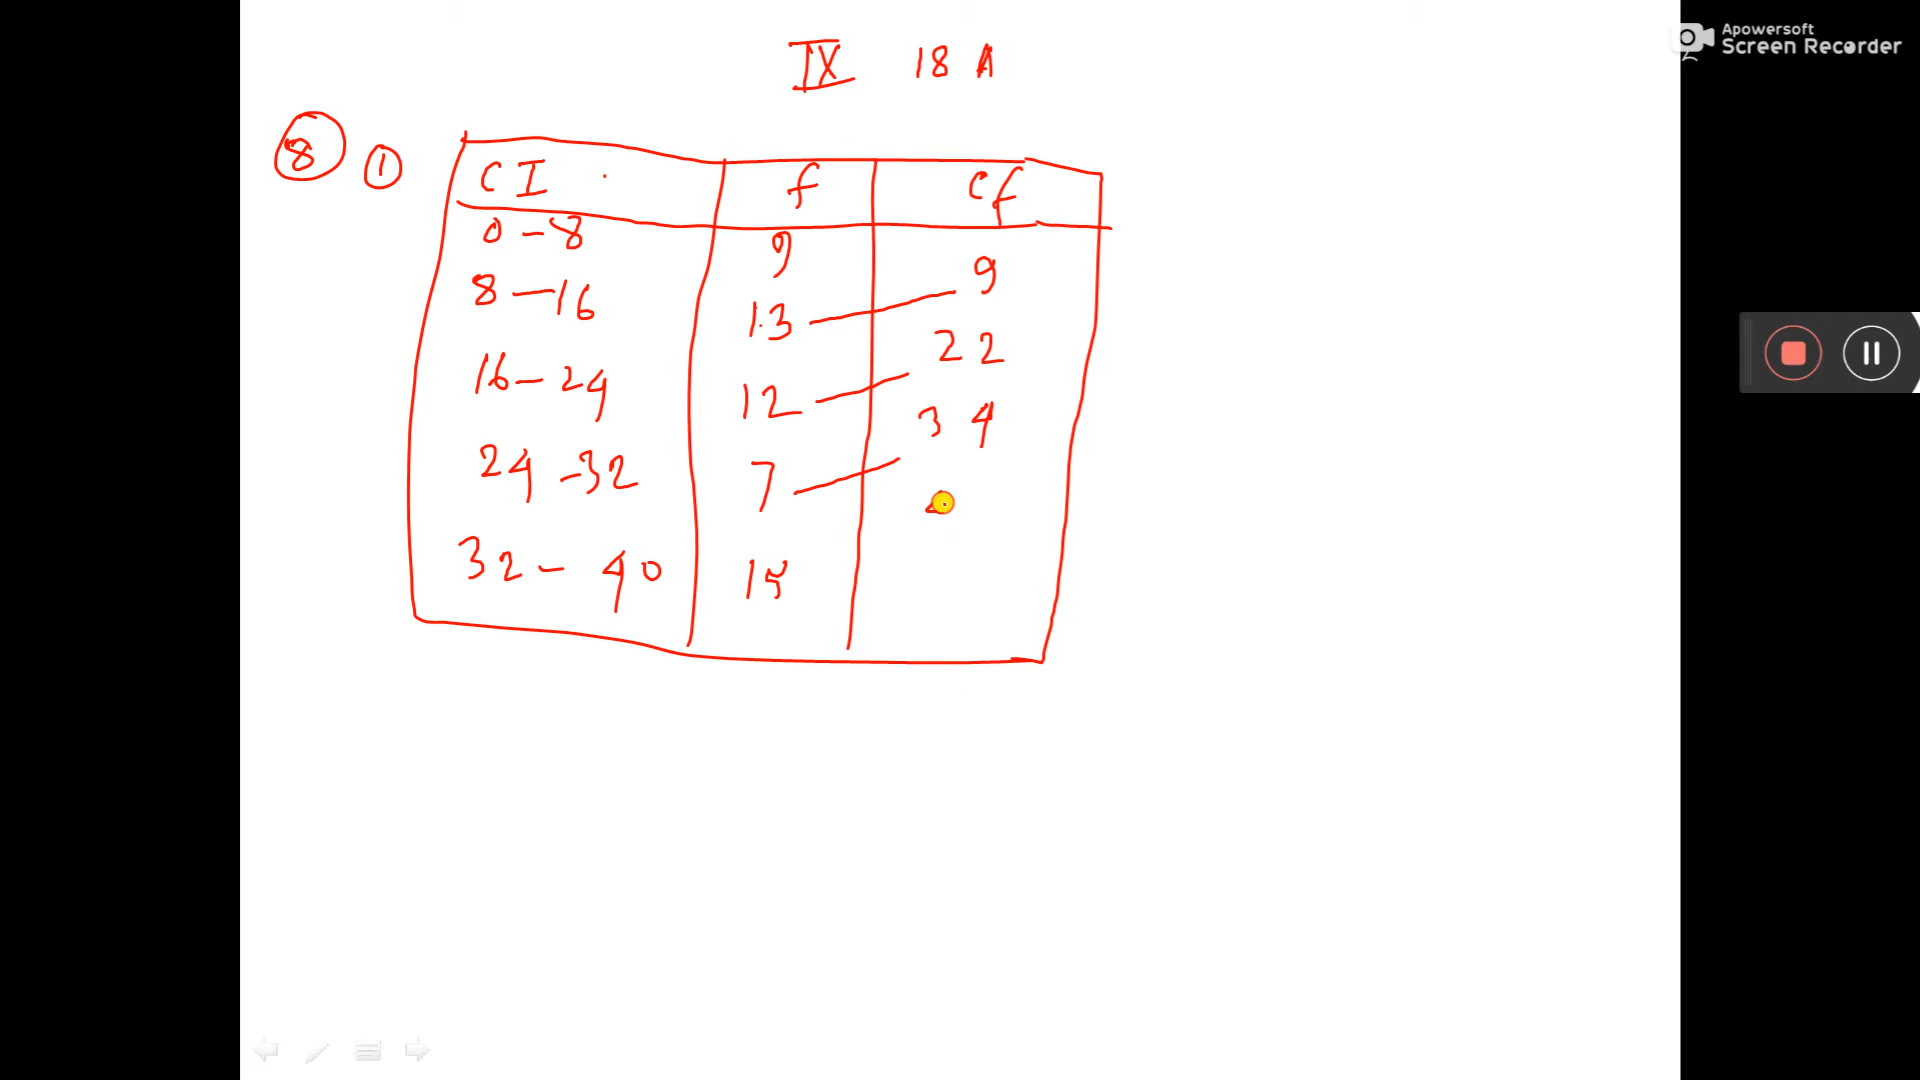 IX 18 A
Apowersoft
Screen Recorder
8 1
CI f cf
0-8 9 9
8-16 13 22
16-24 12 34
24-32 7
32-40 15